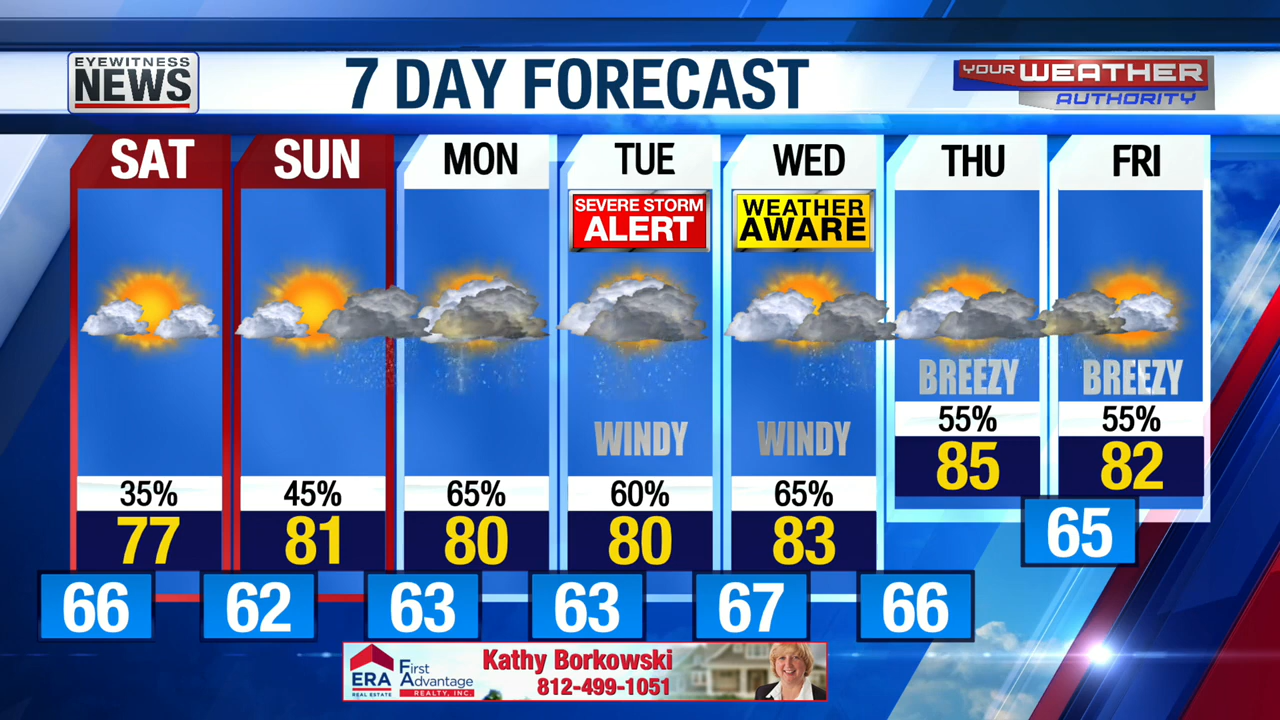 EYEWITNESS
NEWS
7 DAY FORECAST
YOUR WEATHER
AUTHORITY
SAT
SUN
MON
TUE
WED
THU
FRI
SEVERE STORM
ALERT
WEATHER
AWARE
BREEZY
BREEZY
WINDY
WINDY
35%
45%
65%
60%
65%
55%
55%
77
81
80
80
83
85
82
66
62
63
63
67
66
65
ERA
REAL ESTATE
First
Advantage
REALTY, INC.
Kathy Borkowski
812-499-1051